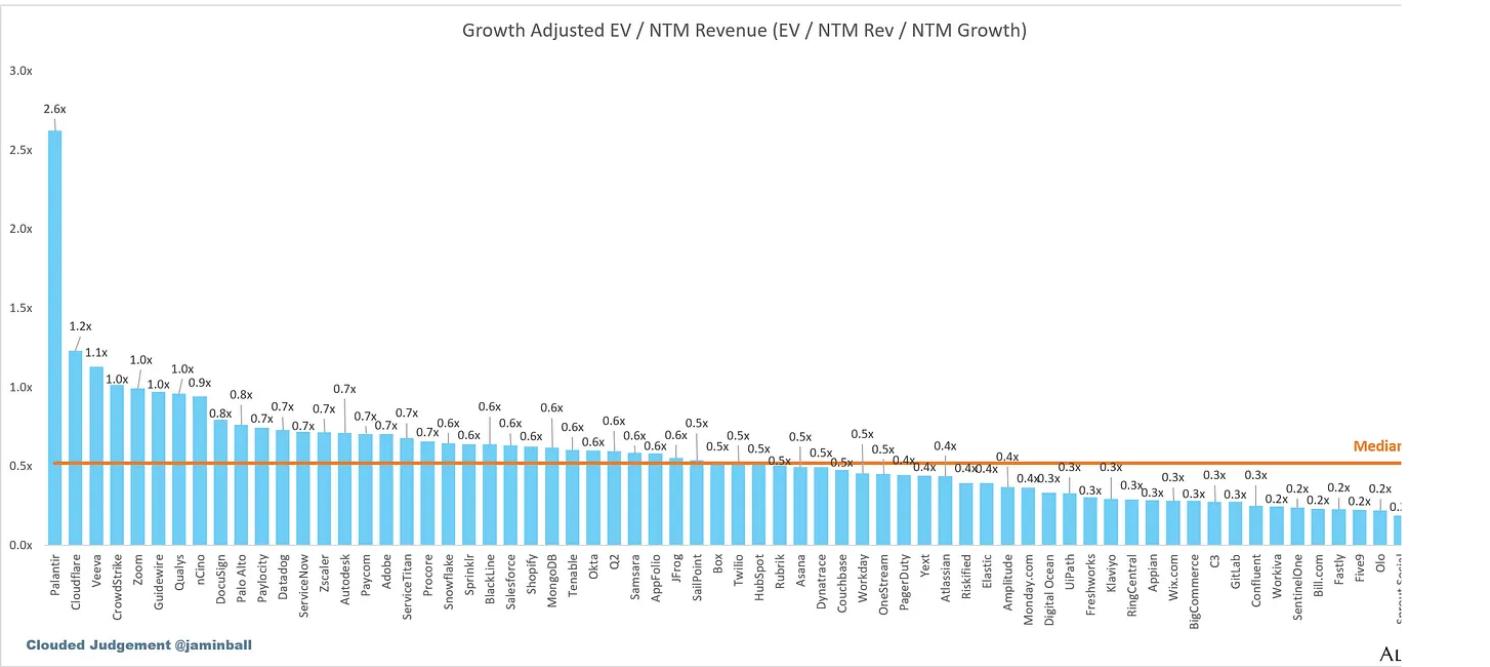 Growth Adjusted EV / NTM Revenue (EV / NTM Rev / NTM Growth)
3.0x
2.5x
2.0x
1.5x
1.0x
0.5x
0.0x
2.6x
1.2x
1.1x
1.0x
1.0x
1.0x
1.0x
0.9x
0.8x
0.8x
0.7x
0.7x
0.7x
0.7x
0.7x
0.7x
0.7x
0.7x
0.7x
0.6x
0.6x
0.6x
0.6x
0.6x
0.6x
0.6x
0.6x
0.6x
0.6x
0.6x
0.6x
0.5x
0.5x
0.5x
0.5x
0.5x
0.5x
0.5x
0.5x
0.5x
0.5x
0.4x
0.4x
0.4x
0.4x
0.4x
0.4x
0.4x
0.3x
0.3x
0.3x
0.3x
0.3x
0.3x
0.3x
0.3x
0.3x
0.3x
0.3x
0.2x
0.2x
0.2x
0.2x
0.2x
0.2x
Palantir
Cloudflare
Veeva
CrowdStrike
Zoom
Guidewire
Qualys
nCino
DocuSign
Palo Alto
Paylocity
Datadog
ServiceNow
Zscaler
Autodesk
Paycom
Adobe
ServiceTitan
Procore
Snowflake
Sprinklr
BlackLine
Salesforce
Shopify
MongoDB
Tenable
Okta
Q2
Samsara
AppFolio
JFrog
SailPoint
Box
Twilio
HubSpot
Rubrik
Asana
Dynatrace
Couchbase
Workday
OneStream
PagerDuty
Yext
Atlassian
Riskified
Elastic
Amplitude
Monday.com
Digital Ocean
UiPath
Freshworks
Klaviyo
RingCentral
Appian
Wix.com
BigCommerce
C3
GitLab
Confluent
Workiva
SentinelOne
Bill.com
Fastly
Five9
Olo
Clouded Judgement @jaminball